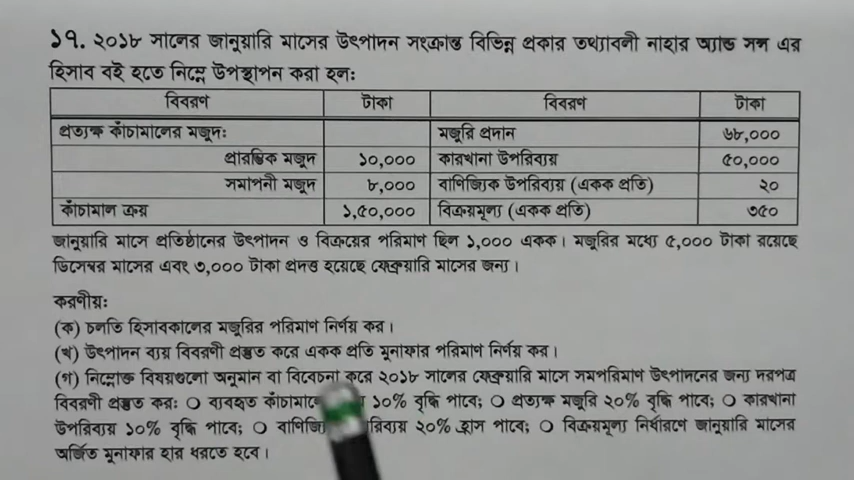 ১৭. ২০১৮ সালের জানুয়ারি মাসের উৎপাদন সংক্রান্ত বিভিন্ন প্রকার তথ্যাবলী নাহার অ্যান্ড সন্স এর
হিসাব বই হতে নিম্নে উপস্থাপন করা হল:
বিবরণ টাকা বিবরণ টাকা
প্রত্যক্ষ কাঁচামালের মজুদ: মজুরি প্রদান ৬৮,০০০
প্রারম্ভিক মজুদ ১০,০০০ কারখানা উপরিব্যয় ৫০,০০০
সমাপনী মজুদ ৮,০০০ বাণিজ্যিক উপরিব্যয় (একক প্রতি) ২০
কাঁচামাল ক্রয় ১,৫০,০০০ বিক্রয়মূল্য (একক প্রতি) ৩৫০
জানুয়ারি মাসে প্রতিষ্ঠানের উৎপাদন ও বিক্রয়ের পরিমাণ ছিল ১,০০০ একক। মজুরির মধ্যে ৫,০০০ টাকা রয়েছে
ডিসেম্বর মাসের এবং ৩,০০০ টাকা প্রদত্ত হয়েছে ফেব্রুয়ারি মাসের জন্য।
করণীয়:
(ক) চলতি হিসাবকালের মজুরির পরিমাণ নির্ণয় কর।
(খ) উৎপাদন ব্যয় বিবরণী প্রস্তুত করে একক প্রতি মুনাফার পরিমাণ নির্ণয় কর।
(গ) নিম্নোক্ত বিষয়গুলো অনুমান বা বিবেচনা করে ২০১৮ সালের ফেব্রুয়ারি মাসে সমপরিমাণ উৎপাদনের জন্য দরপত্র
বিবরণী প্রস্তুত কর: ○ ব্যবহৃত ১০% বৃদ্ধি পাবে; ○ প্রত্যক্ষ মজুরি ২০% বৃদ্ধি পাবে; ○ কারখানা
উপরিব্যয় ১০% বৃদ্ধি পাবে; ○ ২০% হ্রাস পাবে; ○ বিক্রয়মূল্য নির্ধারণে জানুয়ারি মাসের
অর্জিত মুনাফার হার ধরতে হবে।